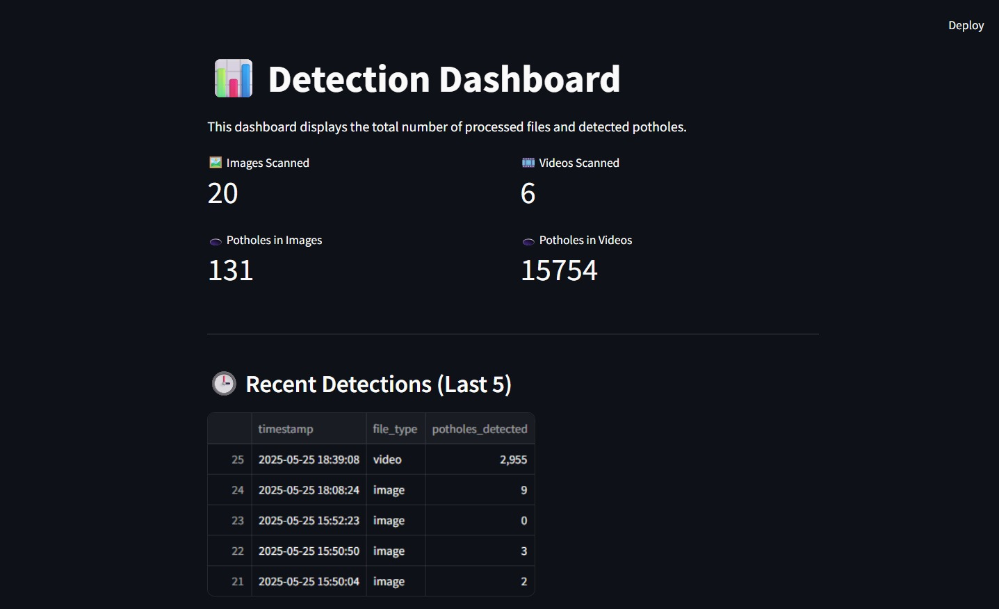 Deploy
Detection Dashboard
This dashboard displays the total number of processed files and detected potholes.
Images Scanned
20
Videos Scanned
6
Potholes in Images
131
Potholes in Videos
15754
Recent Detections (Last 5)
timestamp file_type potholes_detected
25 2025-05-25 18:39:08 video 2,955
24 2025-05-25 18:08:24 image 9
23 2025-05-25 15:52:23 image 0
22 2025-05-25 15:50:50 image 3
21 2025-05-25 15:50:04 image 2